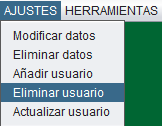 AJUSTES HERRAMIENTAS
Modificar datos
Eliminar datos
Añadir usuario
Eliminar usuario
Actualizar usuario